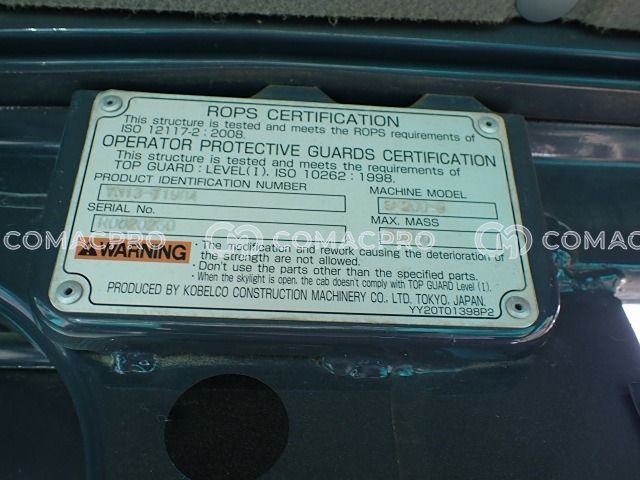 ROPS CERTIFICATION
This structure is tested and meets the ROPS requirements of
ISO 12117-2 : 2008.
OPERATOR PROTECTIVE GUARDS CERTIFICATION
This structure is tested and meets the requirements of
TOP GUARD : LEVEL(I). ISO 10262 : 1998.
PRODUCT IDENTIFICATION NUMBER
MACHINE MODEL
SERIAL No.
MAX. MASS
COMACPRO COMACPRO COMACPRO
WARNING
· The modification and rework causing the deterioration of
the strength are not allowed.
· Don't use the parts other than the specified parts.
· When the skylight is open, the cab doesn't comply with TOP GUARD Level (I).
PRODUCED BY KOBELCO CONSTRUCTION MACHINERY CO., LTD. TOKYO, JAPAN.
YY20T01398P2